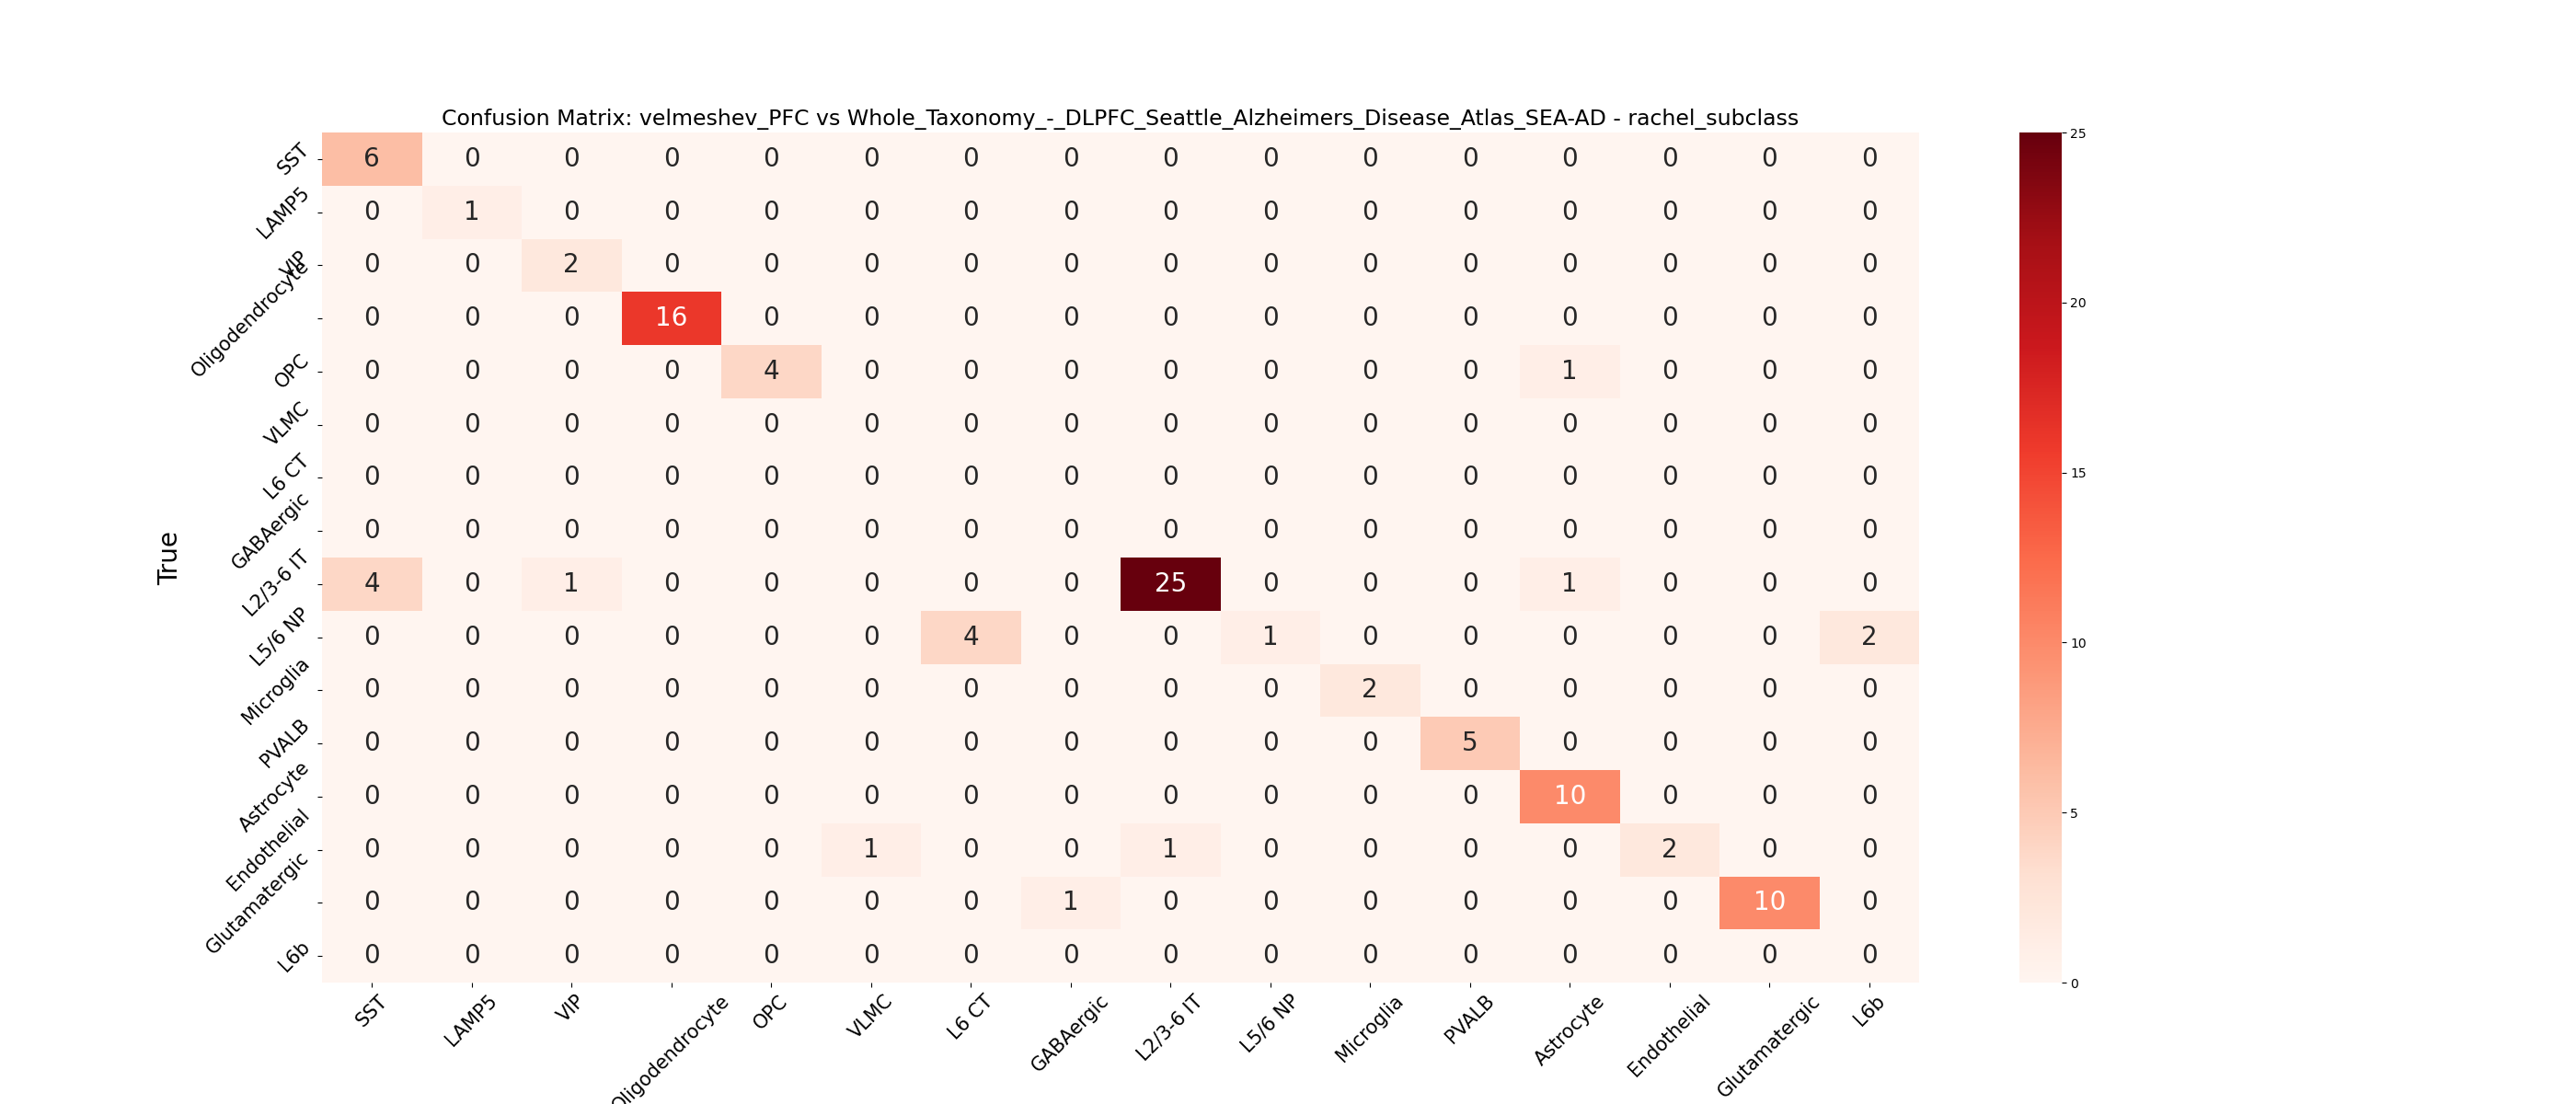 Confusion Matrix: velmeshev_PFC vs Whole_Taxonomy_-_DLPFC_Seattle_Alzheimers_Disease_Atlas_SEA-AD - rachel_subclass
True
SST 6 0 0 0 0 0 0 0 0 0 0 0 0 0 0 0
LAMP5 0 1 0 0 0 0 0 0 0 0 0 0 0 0 0 0
VIP 0 0 2 0 0 0 0 0 0 0 0 0 0 0 0 0
Oligodendrocyte 0 0 0 16 0 0 0 0 0 0 0 0 0 0 0 0
OPC 0 0 0 0 4 0 0 0 0 0 0 0 1 0 0 0
VLMC 0 0 0 0 0 0 0 0 0 0 0 0 0 0 0 0
L6 CT 0 0 0 0 0 0 0 0 0 0 0 0 0 0 0 0
GABAergic 0 0 0 0 0 0 0 0 0 0 0 0 0 0 0 0
L2/3-6 IT 4 0 1 0 0 0 0 0 25 0 0 0 1 0 0 0
L5/6 NP 0 0 0 0 0 0 4 0 0 1 0 0 0 0 0 2
Microglia 0 0 0 0 0 0 0 0 0 0 2 0 0 0 0 0
PVALB 0 0 0 0 0 0 0 0 0 0 0 5 0 0 0 0
Astrocyte 0 0 0 0 0 0 0 0 0 0 0 0 10 0 0 0
Endothelial 0 0 0 0 0 1 0 0 1 0 0 0 0 2 0 0
Glutamatergic 0 0 0 0 0 0 0 1 0 0 0 0 0 0 10 0
L6b 0 0 0 0 0 0 0 0 0 0 0 0 0 0 0 0
SST LAMP5 VIP Oligodendrocyte OPC VLMC L6 CT GABAergic L2/3-6 IT L5/6 NP Microglia PVALB Astrocyte Endothelial Glutamatergic L6b
25
20
15
10
5
0